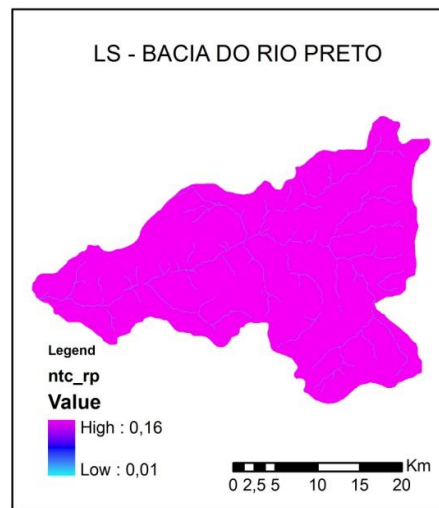 LS - BACIA DO RIO PRETO
Legend
ntc_rp
Value
High : 0,16
Low : 0,01
Km
0 2,5 5 10 15 20